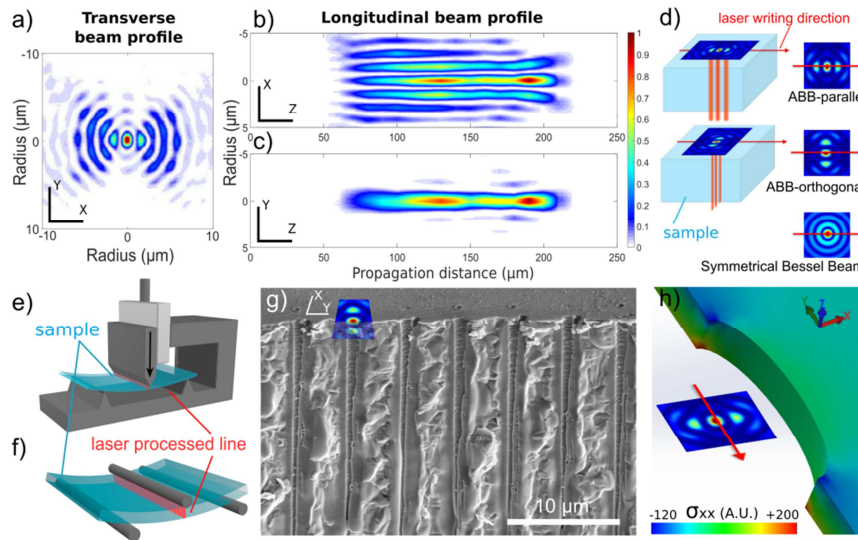 a)
Transverse
beam profile
-10
0
10
Radius (µm)
-10
0
10
Radius (µm)
Y
X
Longitudinal beam profile
b)
-5
0
5
Radius (µm)
X
Z
0
50
100
150
200
250
c)
-5
0
5
Y
Z
0
50
100
150
200
250
Propagation distance (µm)
1
0.9
0.8
0.7
0.6
0.5
0.4
0.3
0.2
0.1
0
d)
laser writing direction
ABB-paralle
ABB-orthogona
sample
Symmetrical Bessel Beam
e)
sample
laser processed line
f)
g)
X
Y
10 µm
h)
Y
Z
X
σxx (A.U.)
-120
+200